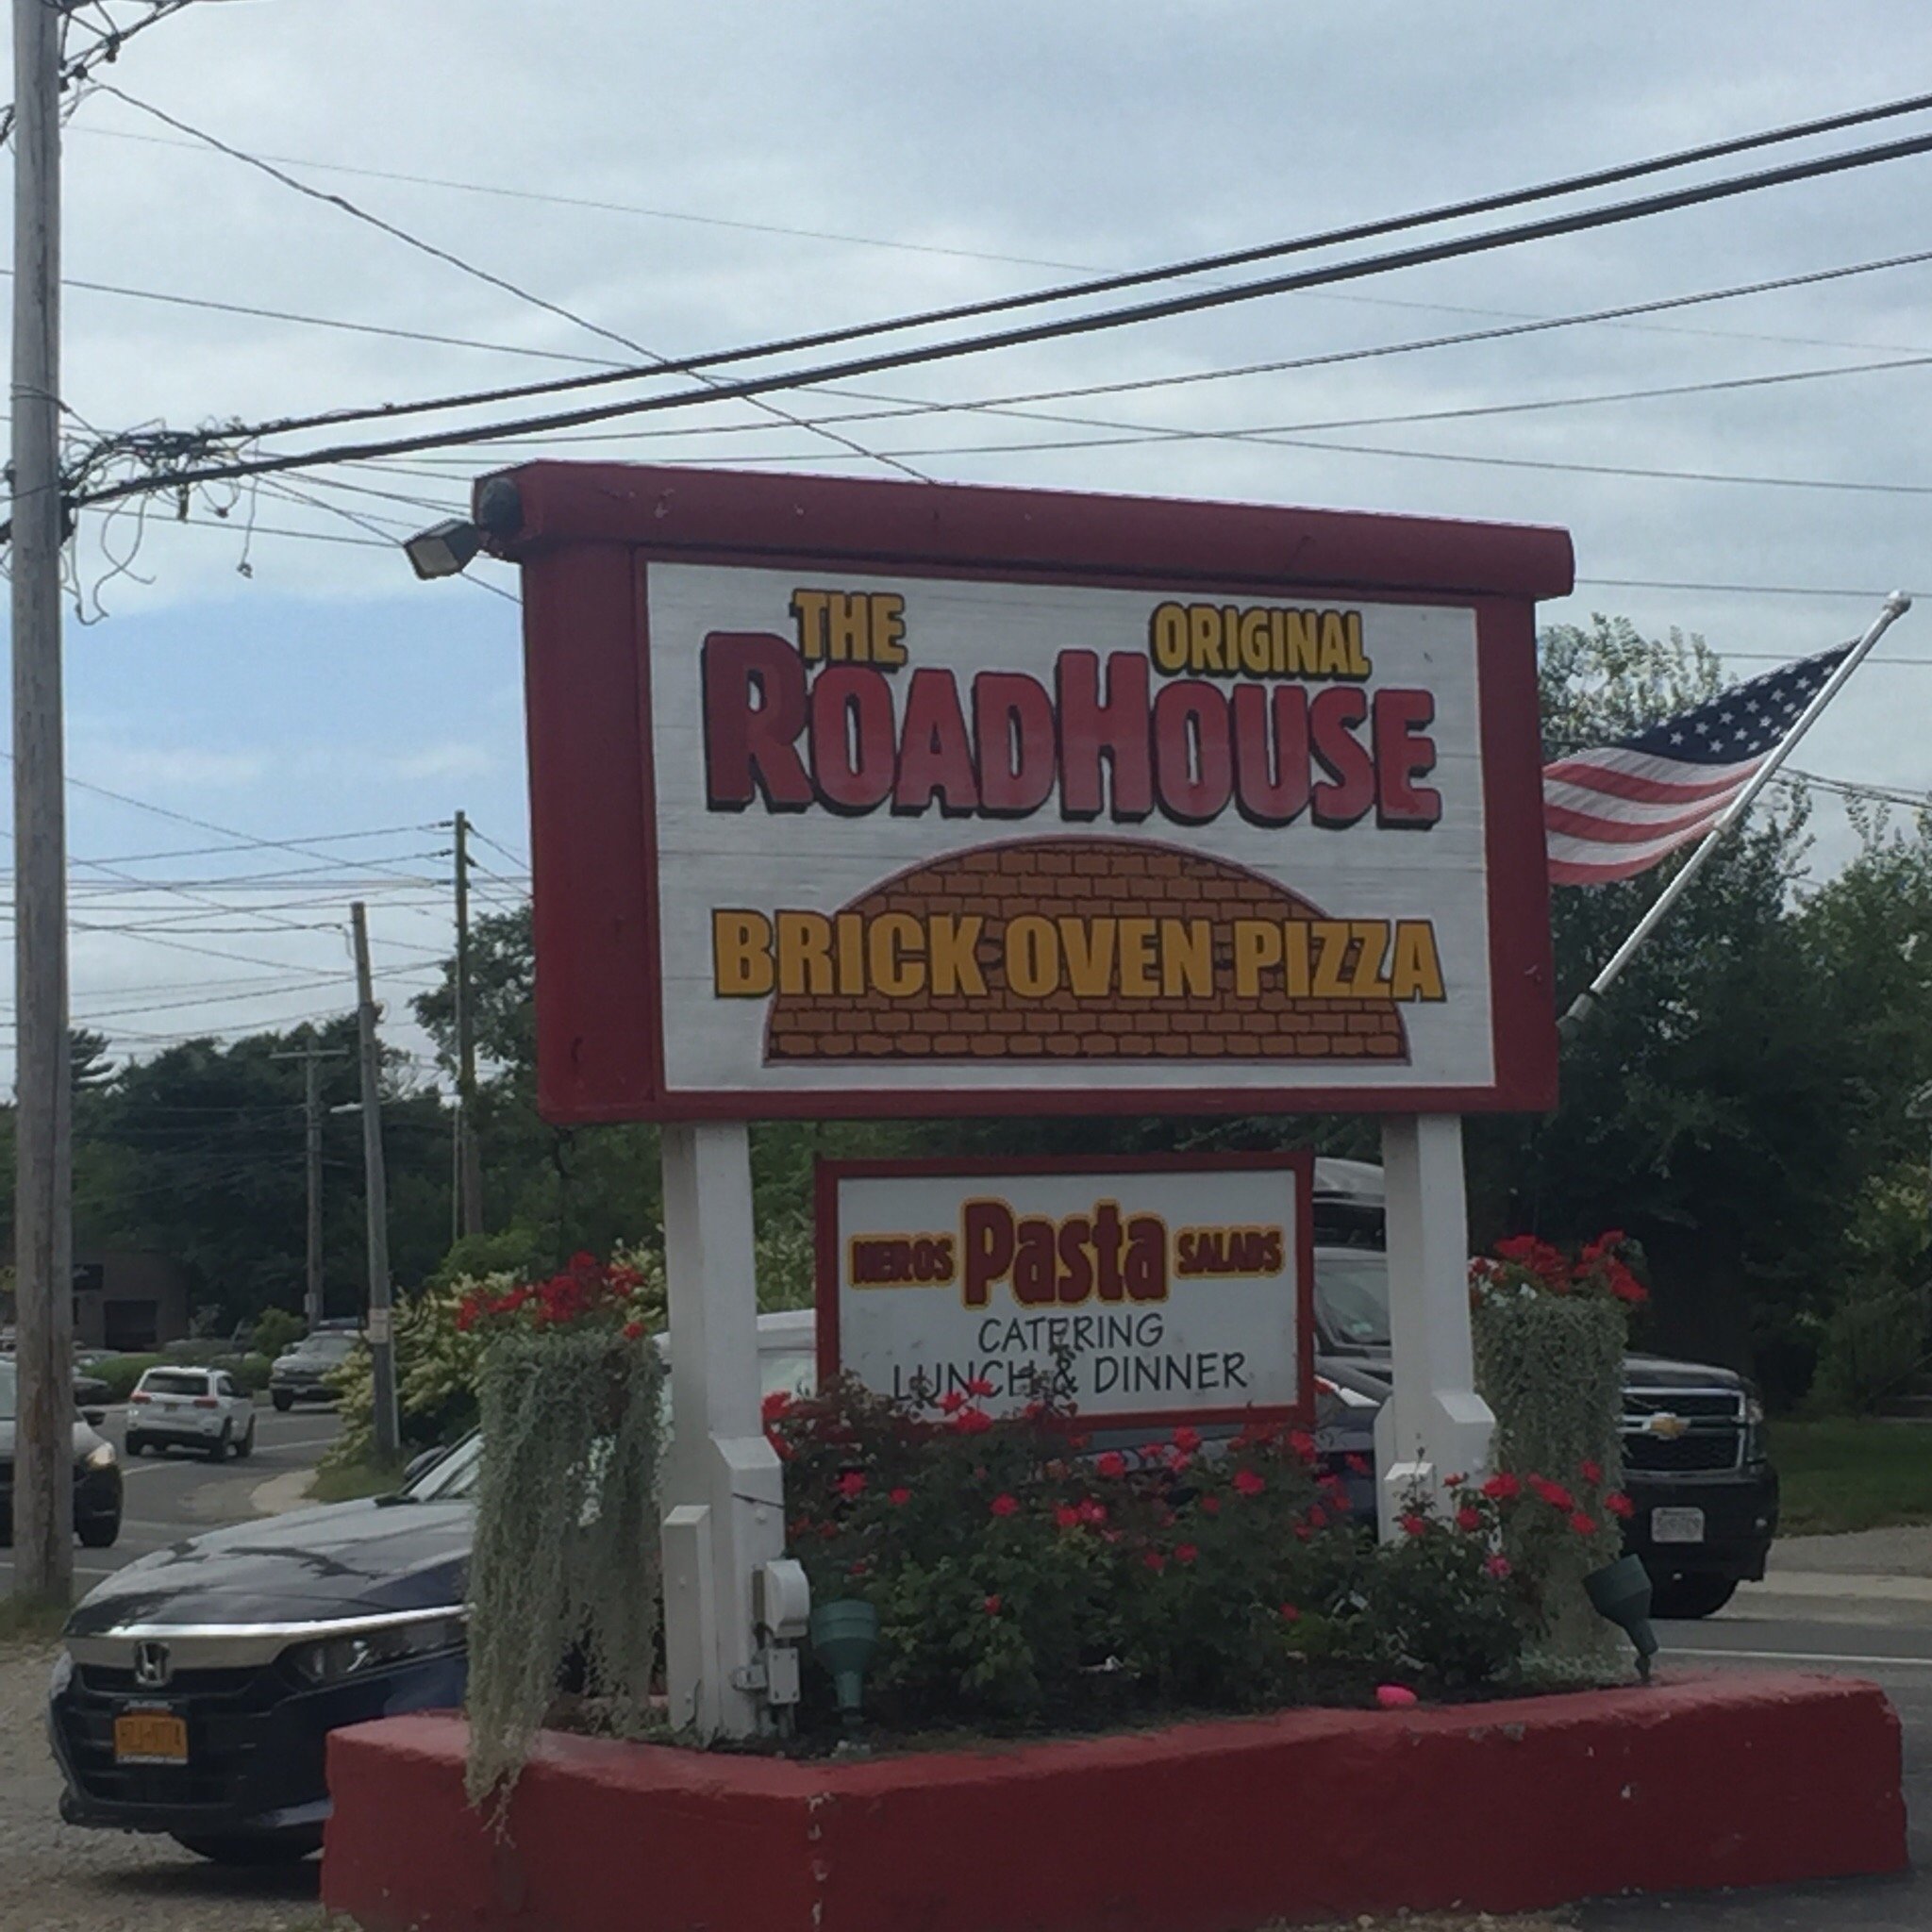 THE ORIGINAL
ROADHOUSE
BRICK OVEN PIZZA
HEROS Pasta SALADS
CATERING
LUNCH & DINNER